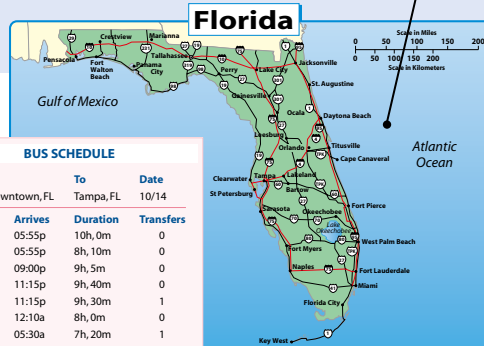 Florida
Scale in Miles
0 50 100 150 200
0 50 100 150 200
Scale in Kilometers
Pensacola
Crestview
Marianna
Fort
Walton
Beach
Panama
City
Tallahassee
Perry
Lake City
Jacksonville
St. Augustine
Gainesville
Ocala
Daytona Beach
Leesburg
Orlando
Titusville
Cape Canaveral
Clearwater
Tampa
Lakeland
St Petersburg
Bartow
Sarasota
Okeechobee
Fort Pierce
Lake
Okeechobee
West Palm Beach
Fort Myers
Naples
Fort Lauderdale
Miami
Florida City
Key West
Gulf of Mexico
Atlantic
Ocean
BUS SCHEDULE
To Date
wntown, FL Tampa, FL 10/14
Arrives Duration Transfers
05:55p 10h, 0m 0
05:55p 8h, 10m 0
09:00p 9h, 5m 0
11:15p 9h, 40m 0
11:15p 9h, 30m 1
12:10a 8h, 0m 0
05:30a 7h, 20m 1